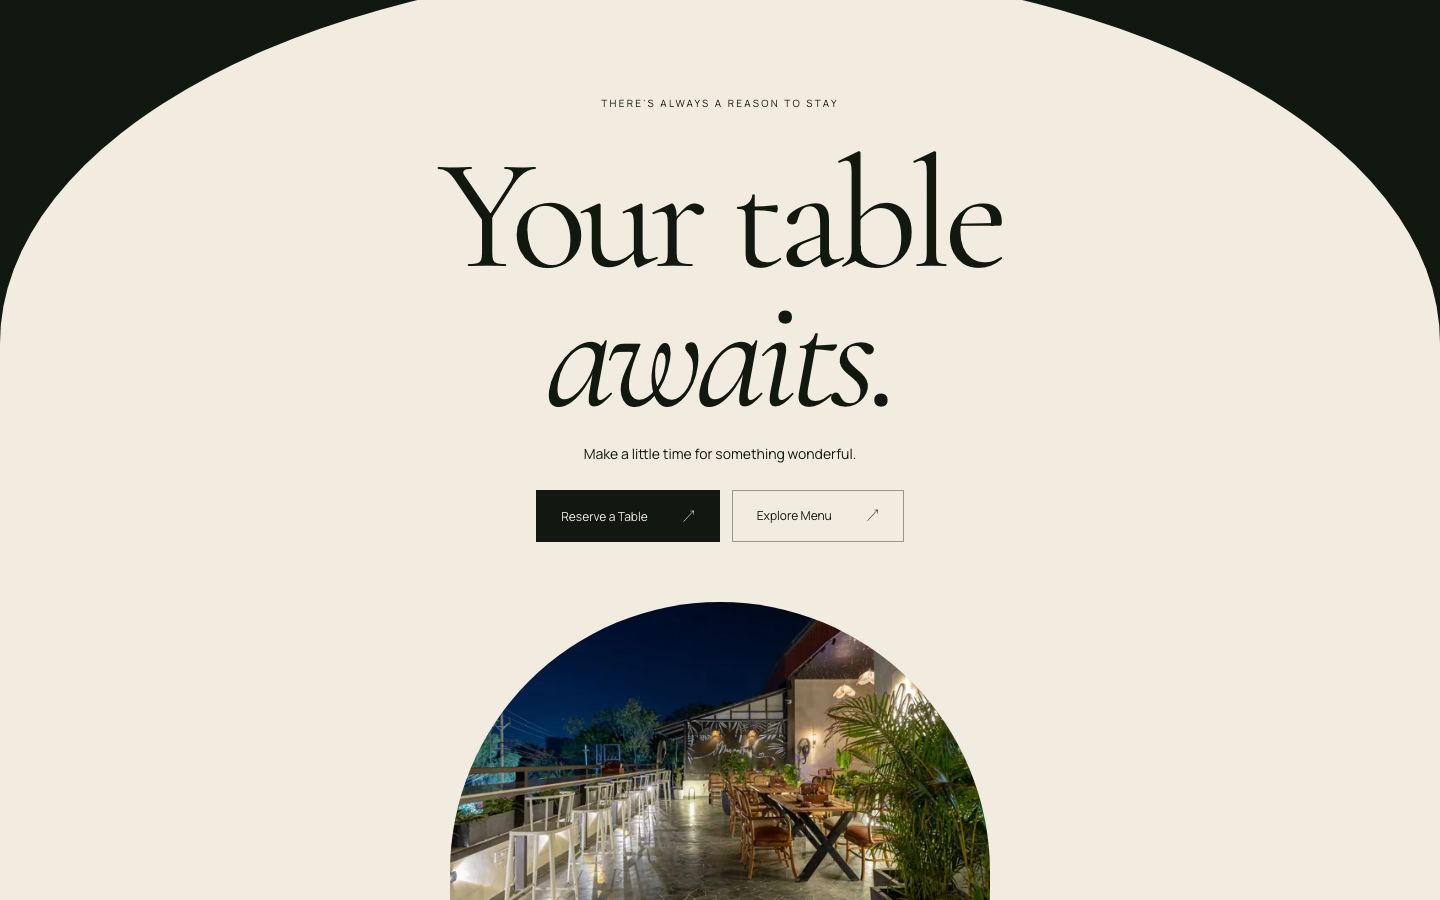 THERE'S ALWAYS A REASON TO STAY
Your table
awaits.
Make a little time for something wonderful.
Reserve a Table
Explore Menu